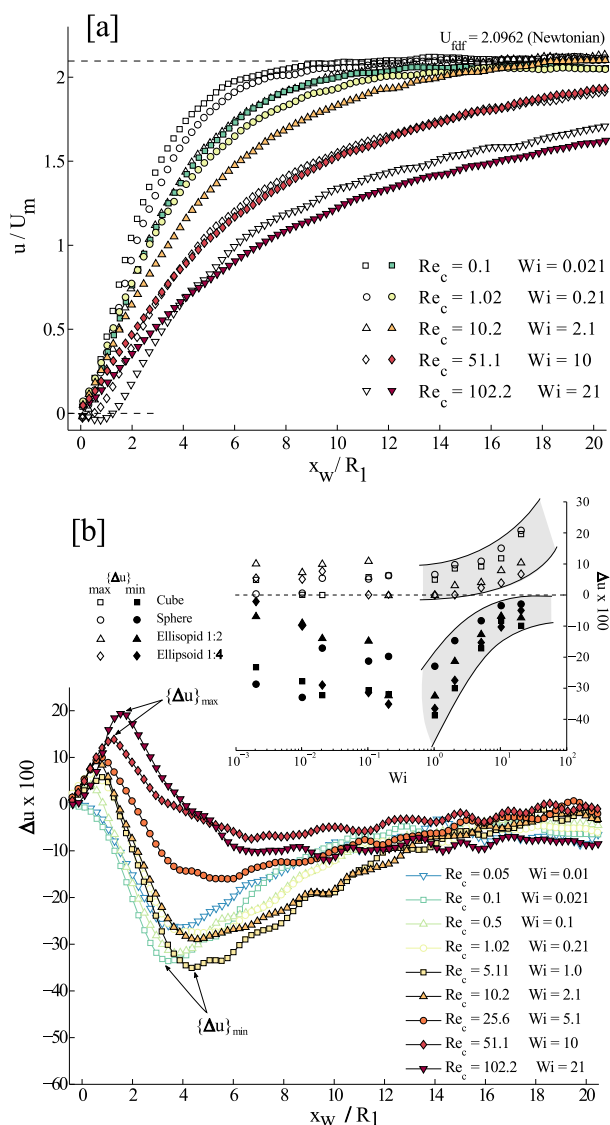 [a]
U_fdf = 2.0962 (Newtonian)
2
1.5
1
0.5
0
u / U_m
Re_c = 0.1 Wi = 0.021
Re_c = 1.02 Wi = 0.21
Re_c = 10.2 Wi = 2.1
Re_c = 51.1 Wi = 10
Re_c = 102.2 Wi = 21
0 2 4 6 8 10 12 14 16 18 20
x_w / R_1
[b]
{Δu}
max min
Cube
Sphere
Ellisopid 1:2
Ellipsoid 1:4
30
20
10
0
−10
−20
−30
−40
Δu x 100
10^-2 10^-1 10^0 10^1 10^2
Wi
{Δu}_max
20
10
0
−10
−20
−30
−40
−50
−60
Δu x 100
{Δu}_min
Re_c = 0.05 Wi = 0.01
Re_c = 0.1 Wi = 0.021
Re_c = 0.5 Wi = 0.1
Re_c = 1.02 Wi = 0.21
Re_c = 5.11 Wi = 1.0
Re_c = 10.2 Wi = 2.1
Re_c = 25.6 Wi = 5.1
Re_c = 51.1 Wi = 10
Re_c = 102.2 Wi = 21
0 2 4 6 8 10 12 14 16 18 20
x_w / R_1